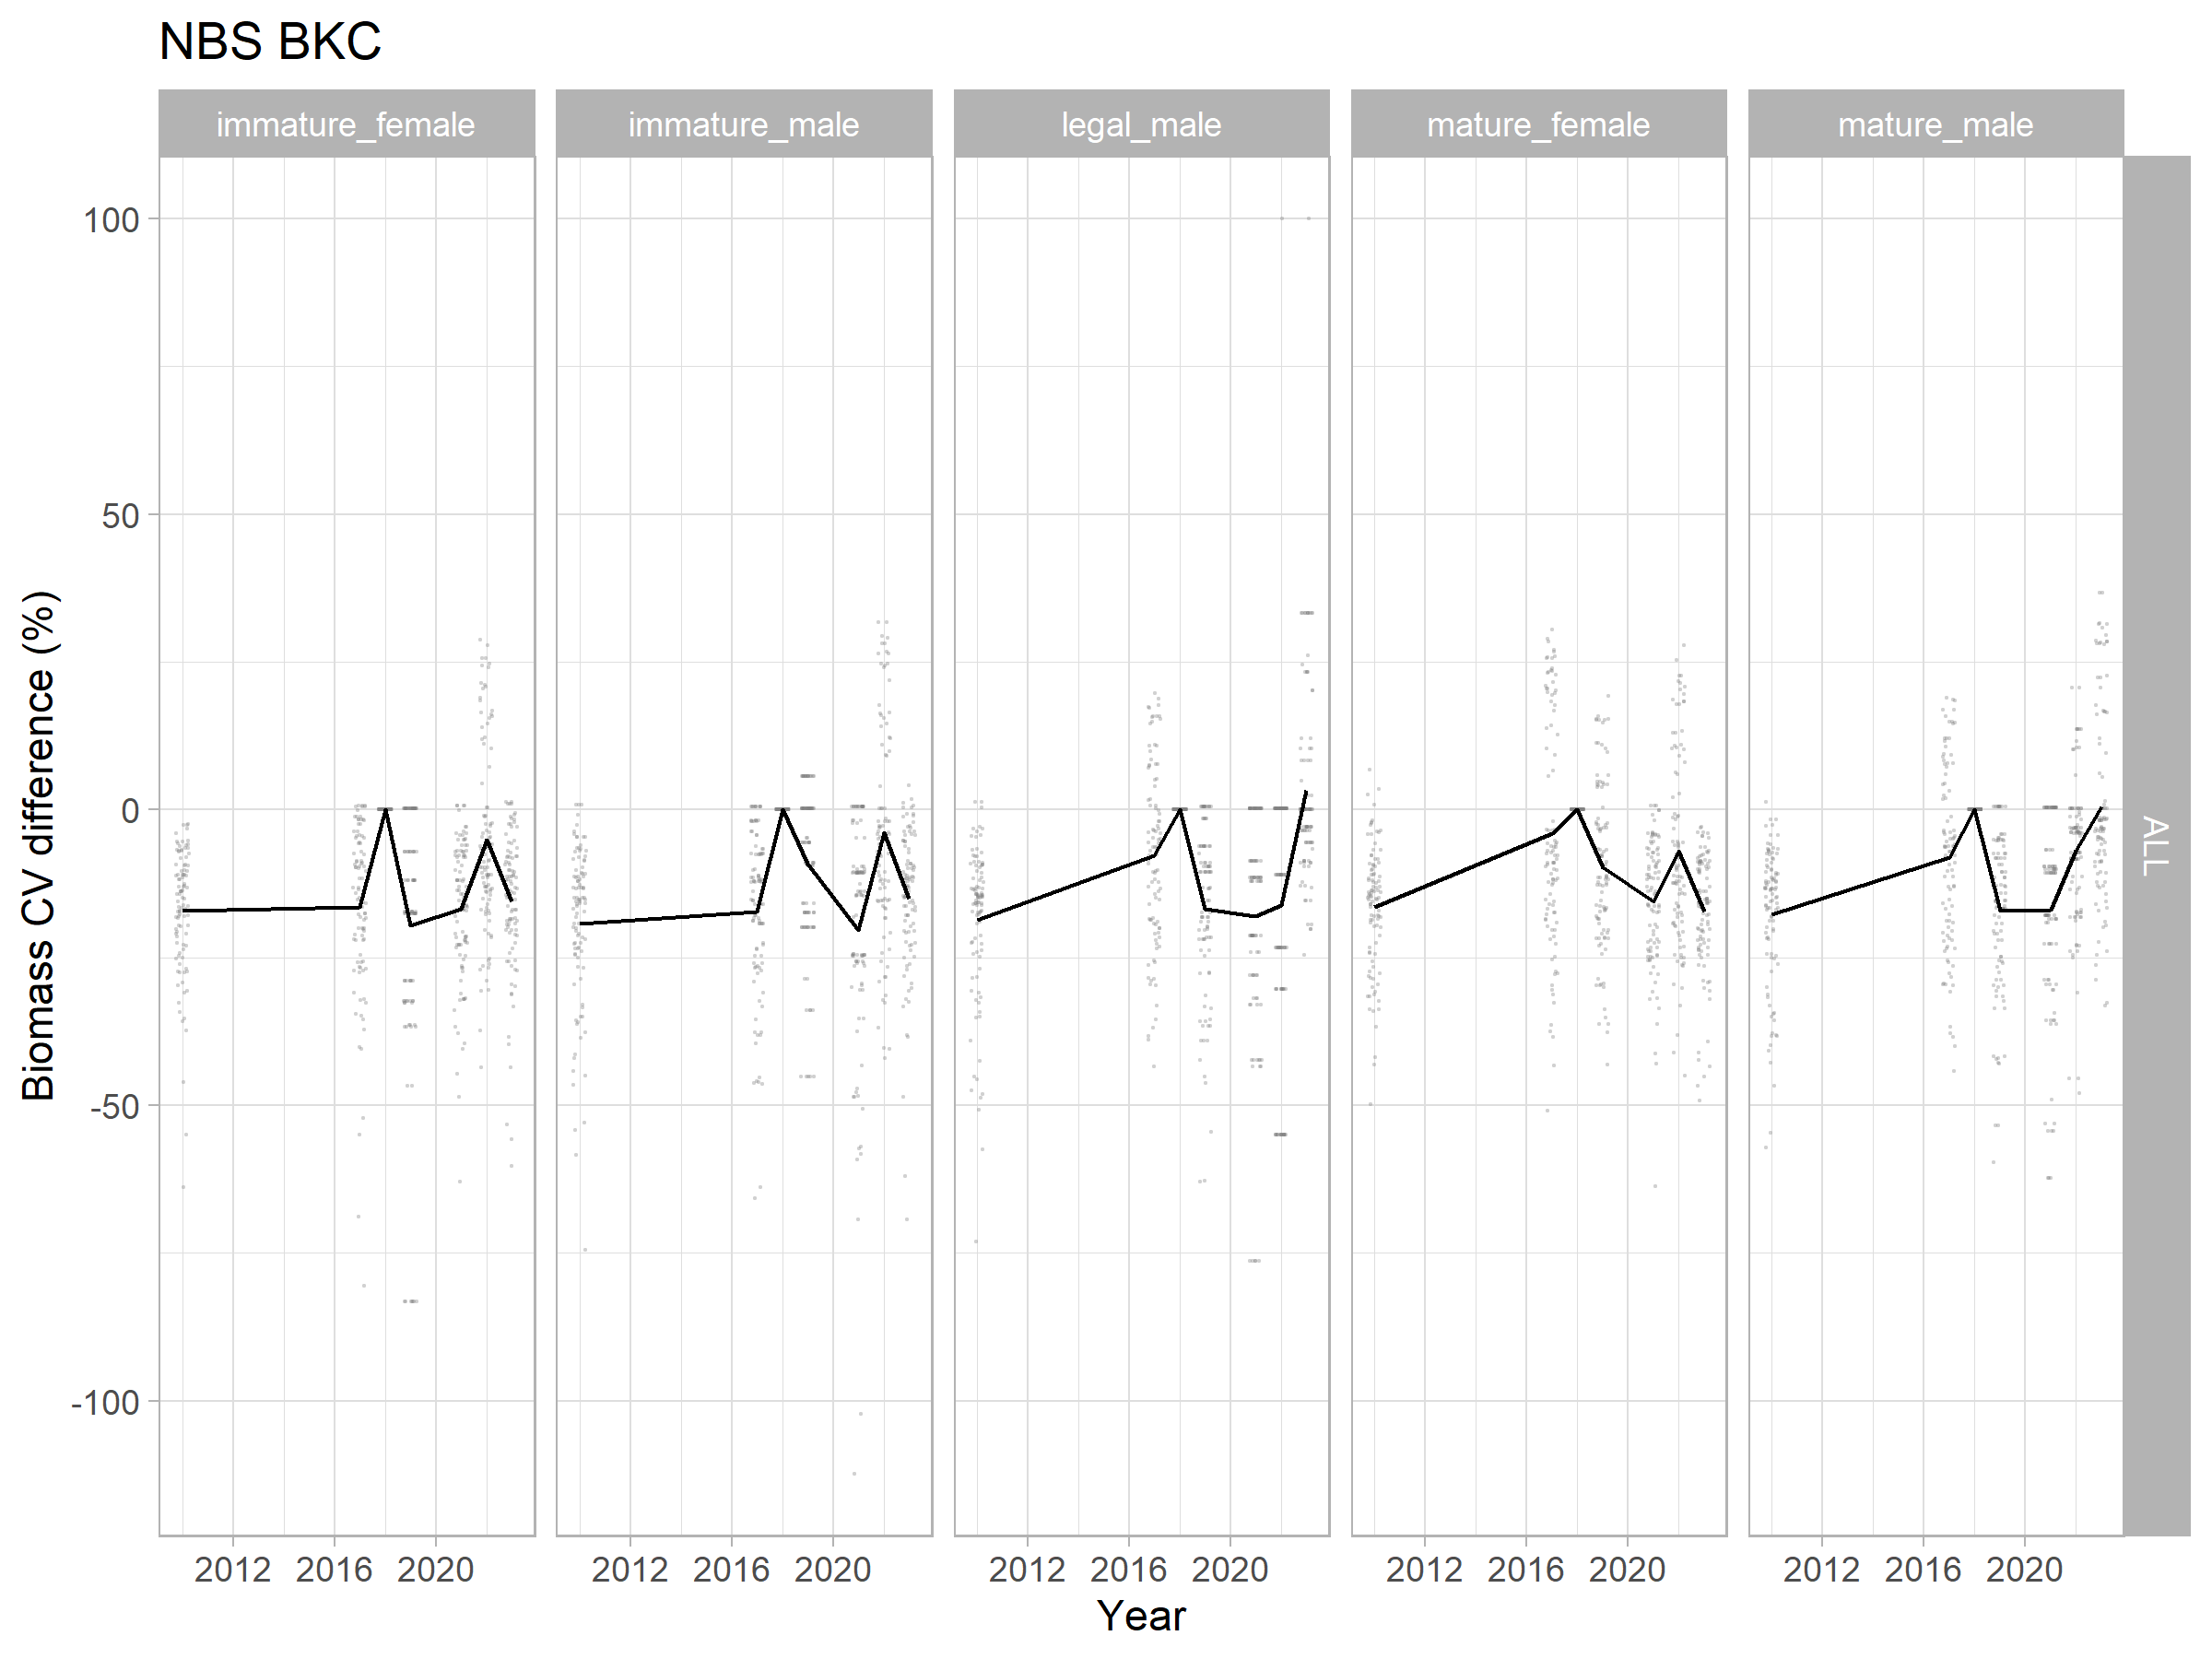 NBS BKC
immature_female immature_male legal_male mature_female mature_male
100
50
0
-50
-100
Biomass CV difference (%)
ALL
2012 2016 2020 2012 2016 2020 2012 2016 2020 2012 2016 2020 2012 2016 2020
Year